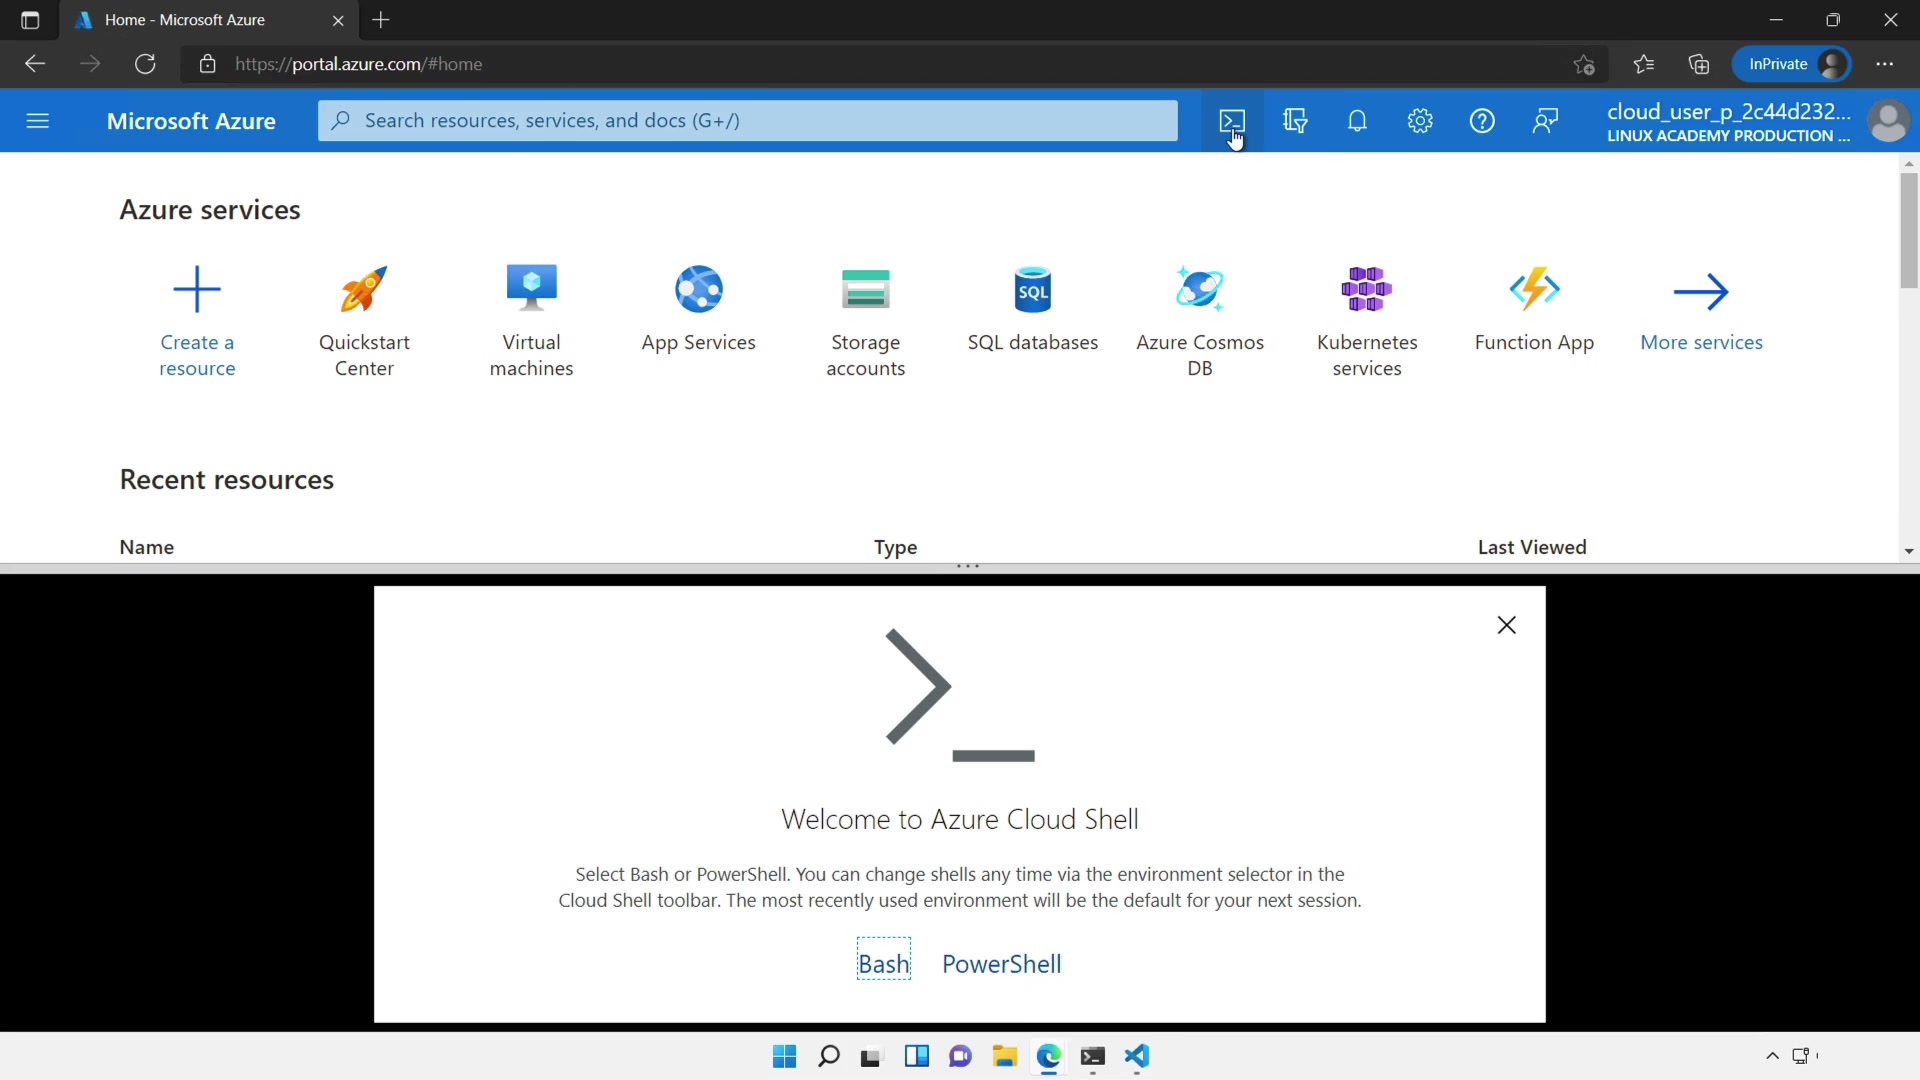 Home - Microsoft Azure
https://portal.azure.com/#home
InPrivate
Microsoft Azure
Search resources, services, and docs (G+/)
cloud_user_p_2c44d232...
LINUX ACADEMY PRODUCTION ...
Azure services
Create a
resource
Quickstart
Center
Virtual
machines
App Services
Storage
accounts
SQL
SQL databases
Azure Cosmos
DB
Kubernetes
services
Function App
More services
Recent resources
Name
Type
Last Viewed
Welcome to Azure Cloud Shell
Select Bash or PowerShell. You can change shells any time via the environment selector in the
Cloud Shell toolbar. The most recently used environment will be the default for your next session.
Bash
PowerShell